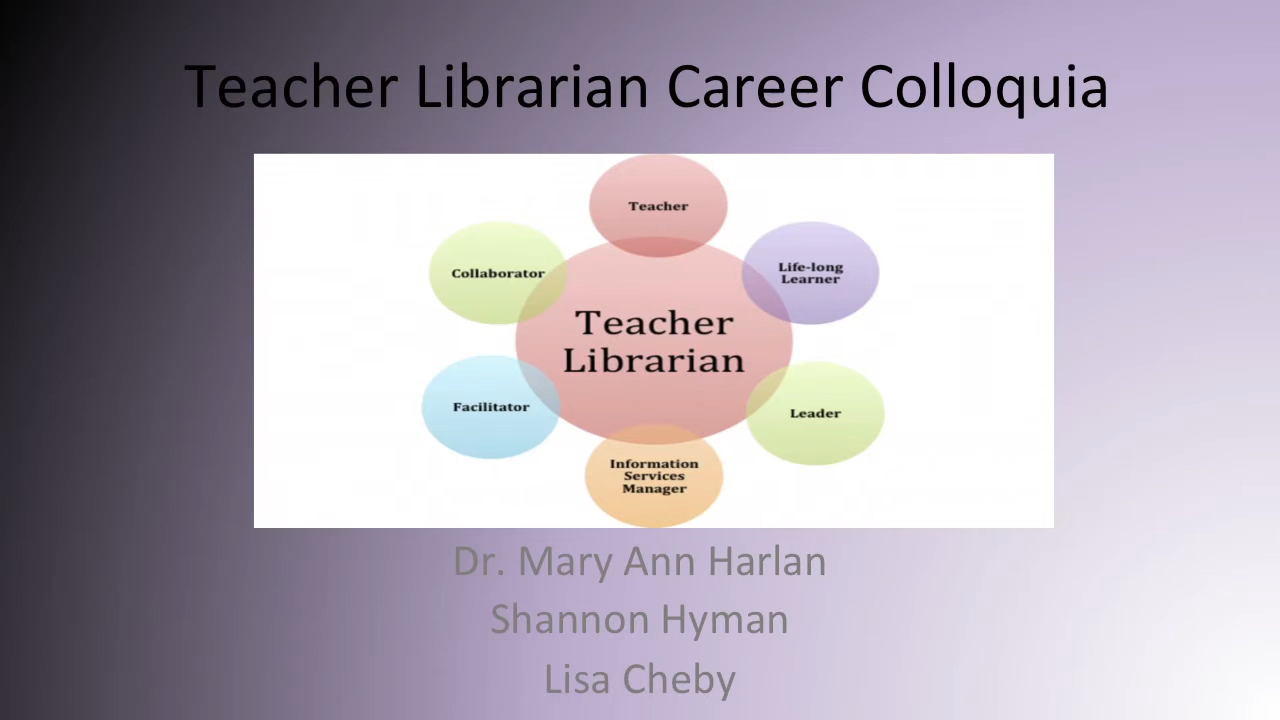 Teacher Librarian Career Colloquia
Teacher
Collaborator
Life-long
Learner
Teacher
Librarian
Facilitator
Leader
Information
Services
Manager
Dr. Mary Ann Harlan
Shannon Hyman
Lisa Cheby